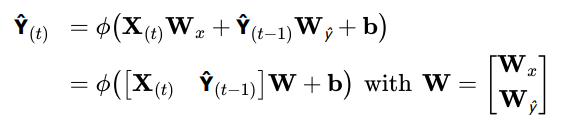 Ŷ(t) = ϕ(X(t)Wx + Ŷ(t−1)Wŷ + b)
= ϕ([X(t) Ŷ(t−1)]W + b) with W = [Wx
Wŷ]